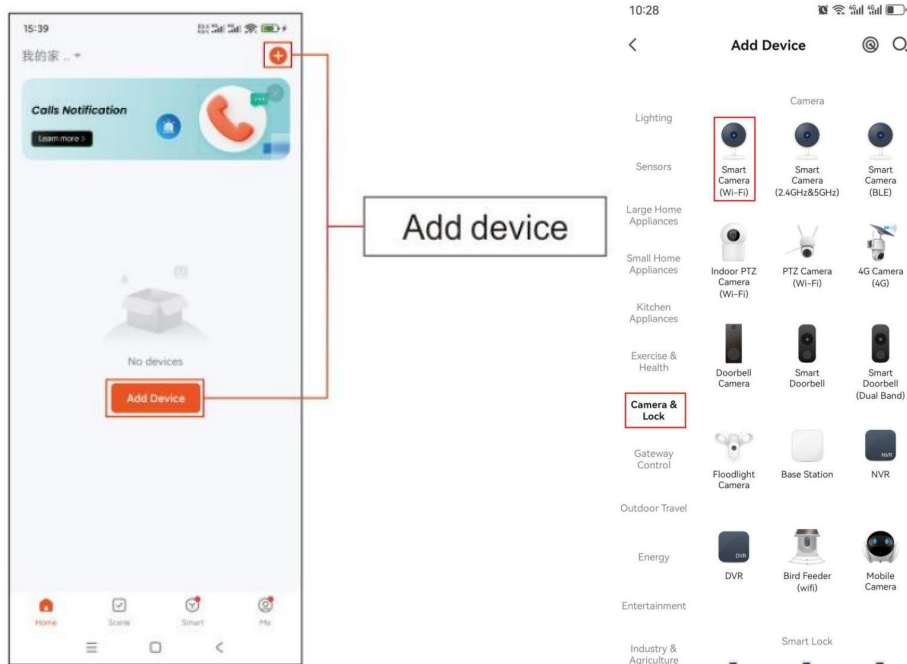 15:39
我的家 ..
Calls Notification
Learn more >
No devices
Add Device
Home
Scene
Smart
Me
Add device
10:28
Add Device
Lighting
Sensors
Large Home
Appliances
Small Home
Appliances
Kitchen
Appliances
Exercise &
Health
Camera &
Lock
Gateway
Control
Outdoor Travel
Energy
Entertainment
Industry &
Agriculture
Camera
Smart
Camera
(Wi-Fi)
Smart
Camera
(2.4GHz&5GHz)
Smart
Camera
(BLE)
Indoor PTZ
Camera
(Wi-Fi)
PTZ Camera
(Wi-Fi)
4G Camera
(4G)
Doorbell
Camera
Smart
Doorbell
Smart
Doorbell
(Dual Band)
Floodlight
Camera
Base Station
NVR
NVR
DVR
DVR
Bird Feeder
(wifi)
Mobile
Camera
Smart Lock